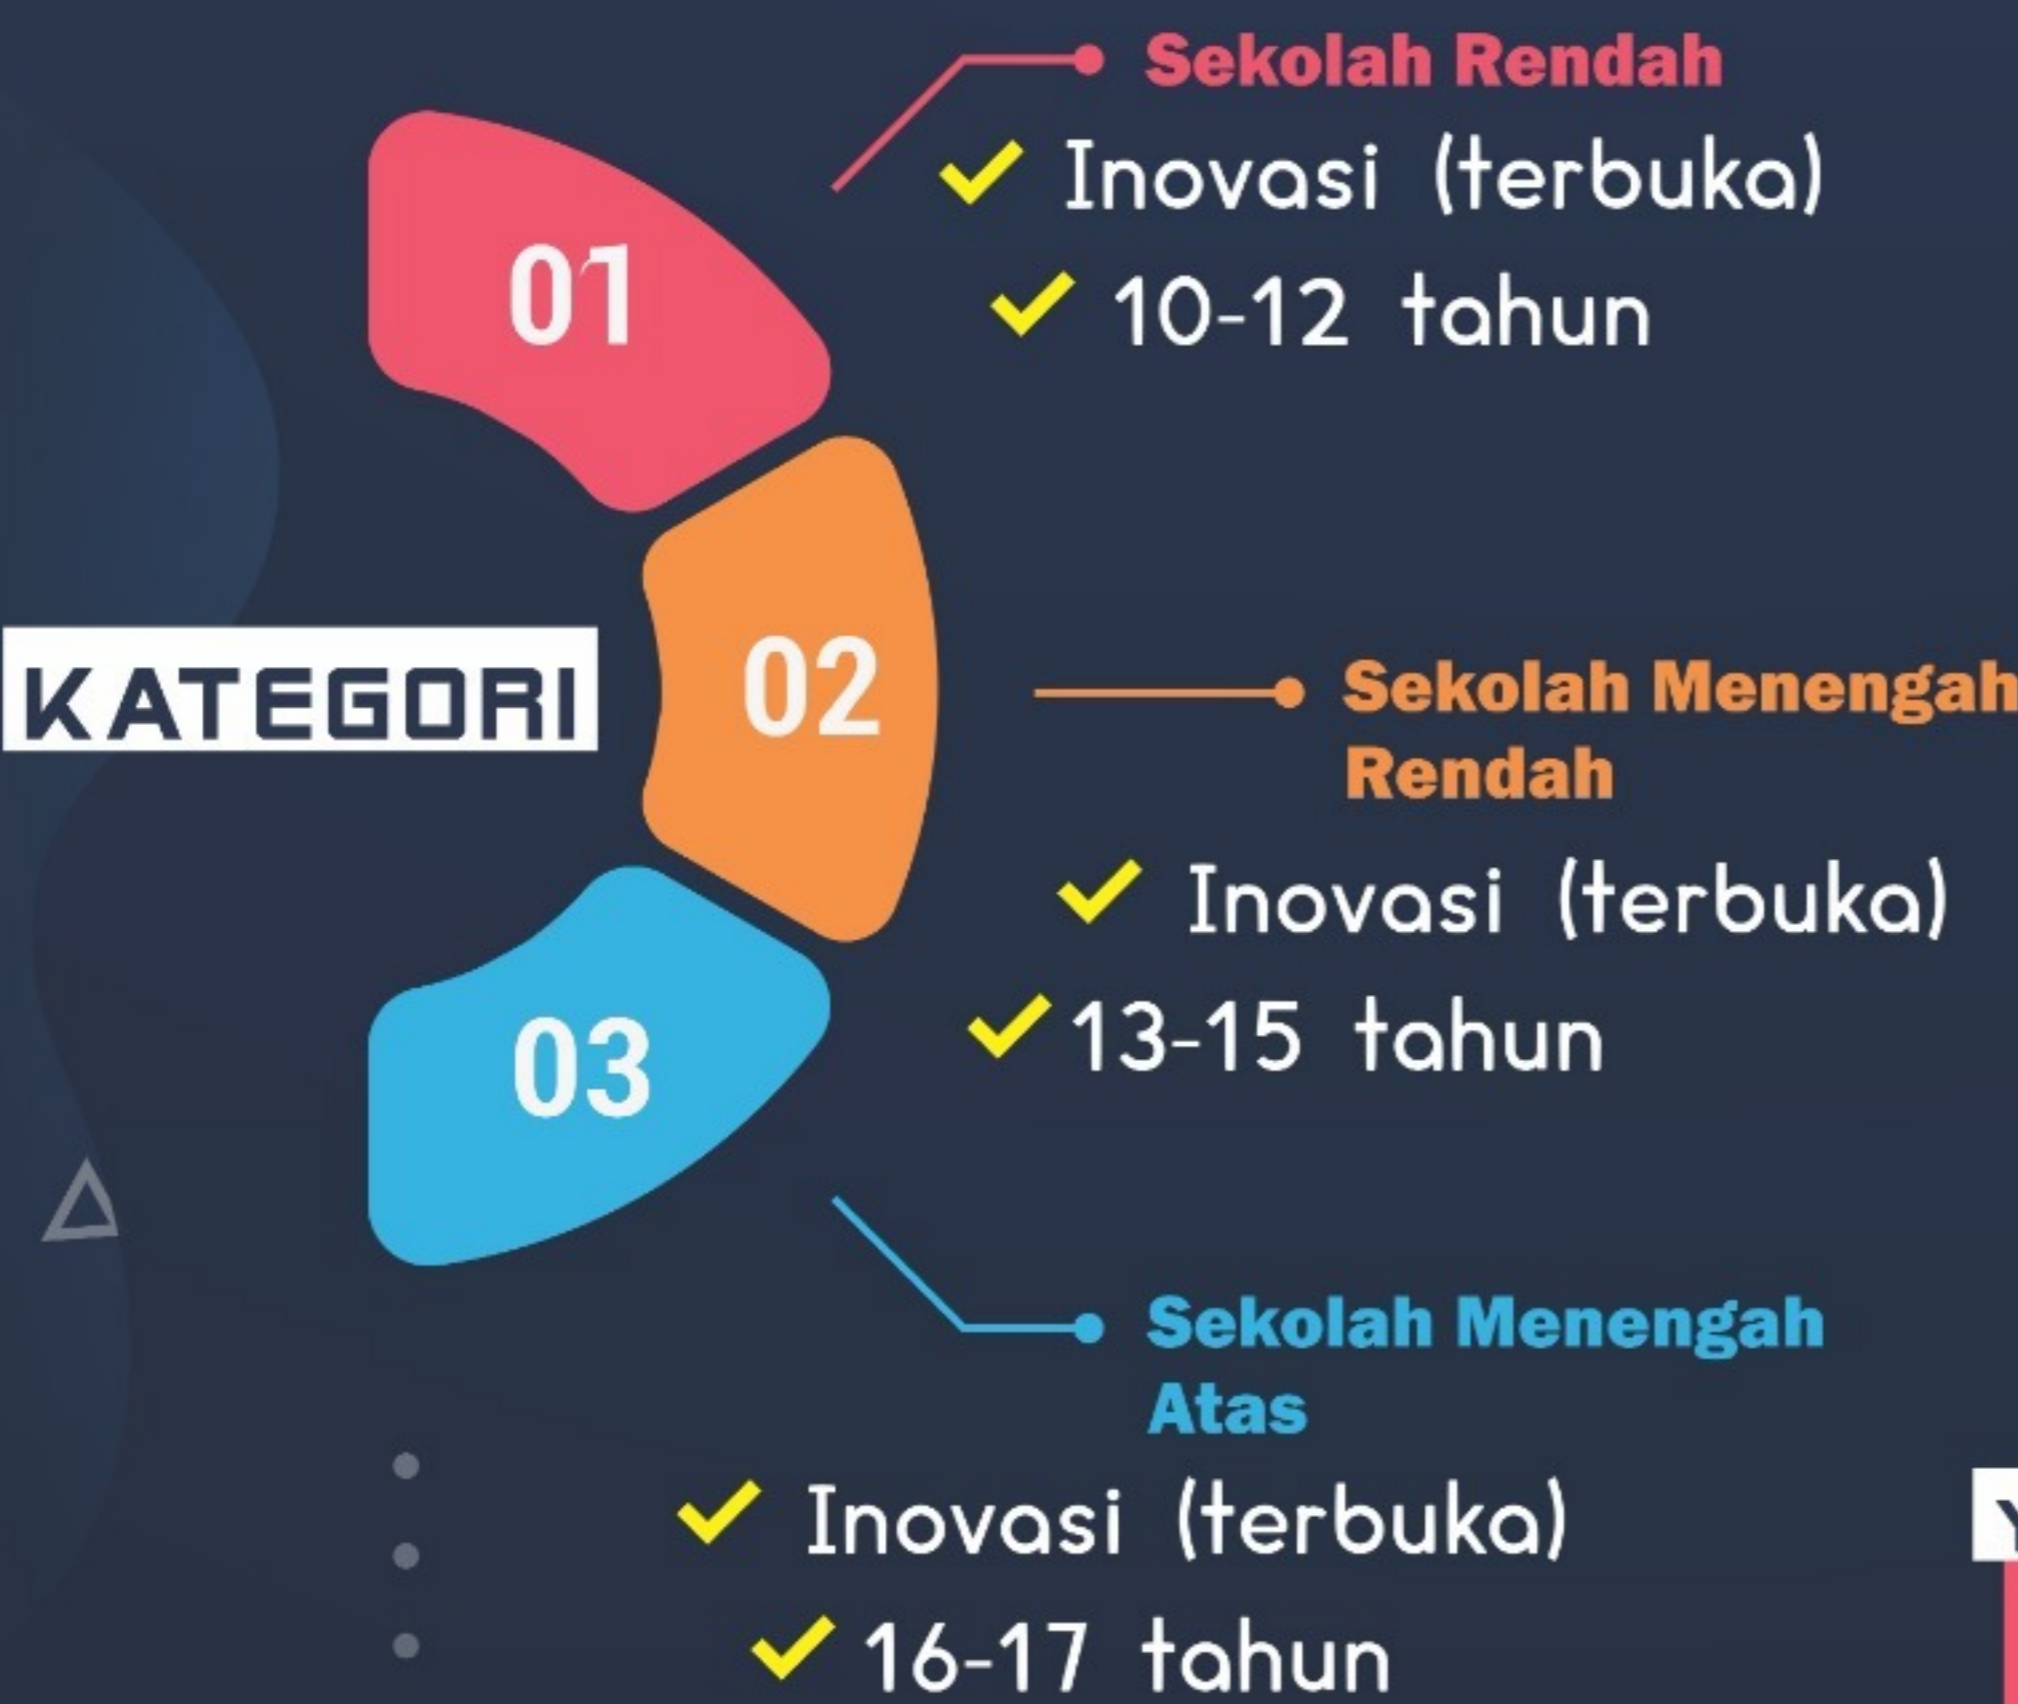 Sekolah Rendah
Inovasi (terbuka)
10-12 tahun
01
KATEGORI
02
Sekolah Menengah
Rendah
Inovasi (terbuka)
13-15 tahun
03
Sekolah Menengah
Atas
Inovasi (terbuka)
16-17 tahun